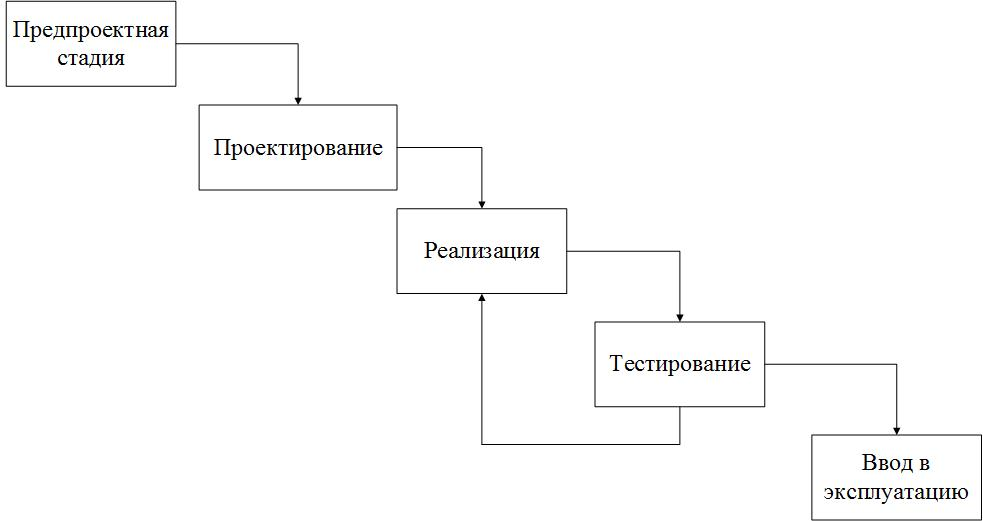 Предпроектная
стадия
Проектирование
Реализация
Тестирование
Ввод в
эксплуатацию